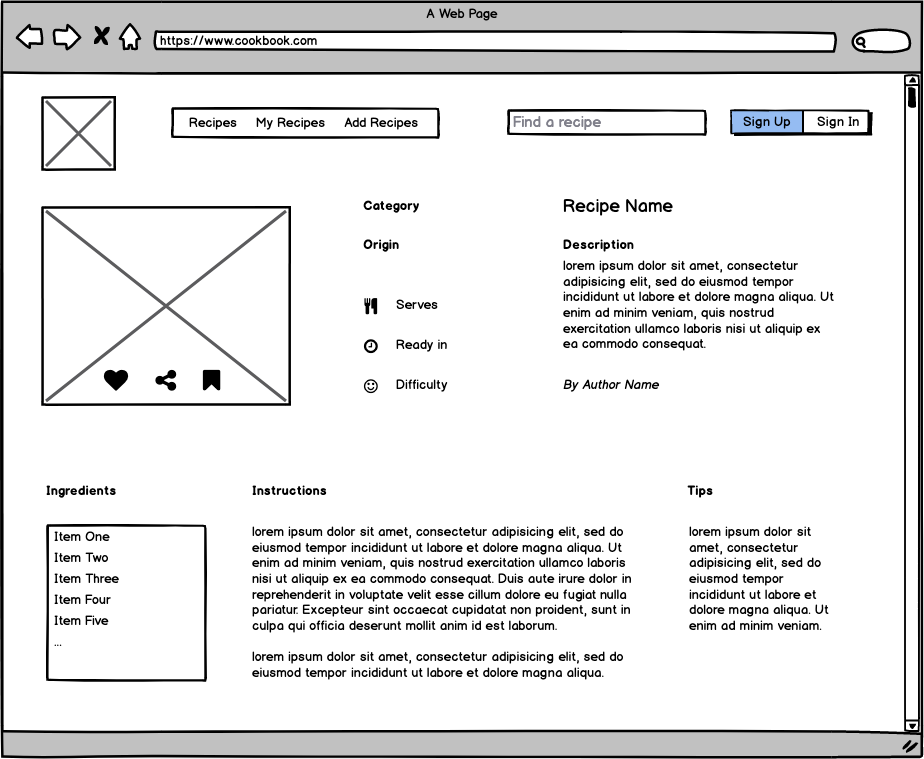 A Web Page
https://www.cookbook.com
Recipes My Recipes Add Recipes
Find a recipe
Sign Up Sign In
Category
Origin
Serves
Ready in
Difficulty
Recipe Name
Description
lorem ipsum dolor sit amet, consectetur
adipisicing elit, sed do eiusmod tempor
incididunt ut labore et dolore magna aliqua. Ut
enim ad minim veniam, quis nostrud
exercitation ullamco laboris nisi ut aliquip ex
ea commodo consequat.
By Author Name
Ingredients
Item One
Item Two
Item Three
Item Four
Item Five
...
Instructions
lorem ipsum dolor sit amet, consectetur adipisicing elit, sed do
eiusmod tempor incididunt ut labore et dolore magna aliqua. Ut
enim ad minim veniam, quis nostrud exercitation ullamco laboris
nisi ut aliquip ex ea commodo consequat. Duis aute irure dolor in
reprehenderit in voluptate velit esse cillum dolore eu fugiat nulla
pariatur. Excepteur sint occaecat cupidatat non proident, sunt in
culpa qui officia deserunt mollit anim id est laborum.
lorem ipsum dolor sit amet, consectetur adipisicing elit, sed do
eiusmod tempor incididunt ut labore et dolore magna aliqua.
Tips
lorem ipsum dolor sit
amet, consectetur
adipisicing elit, sed do
eiusmod tempor
incididunt ut labore et
dolore magna aliqua. Ut
enim ad minim veniam.